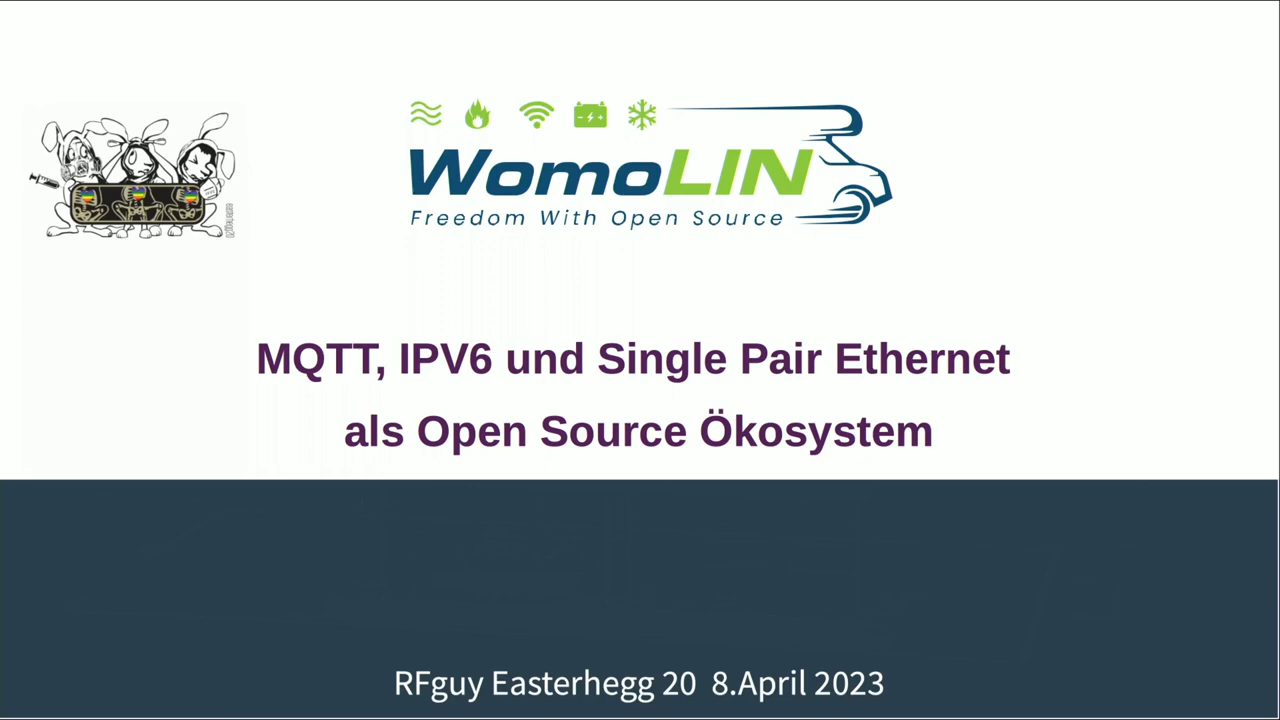 WomoLIN
Freedom With Open Source
MQTT, IPV6 und Single Pair Ethernet
als Open Source Ökosystem
RFguy Easterhegg 20 8.April 2023